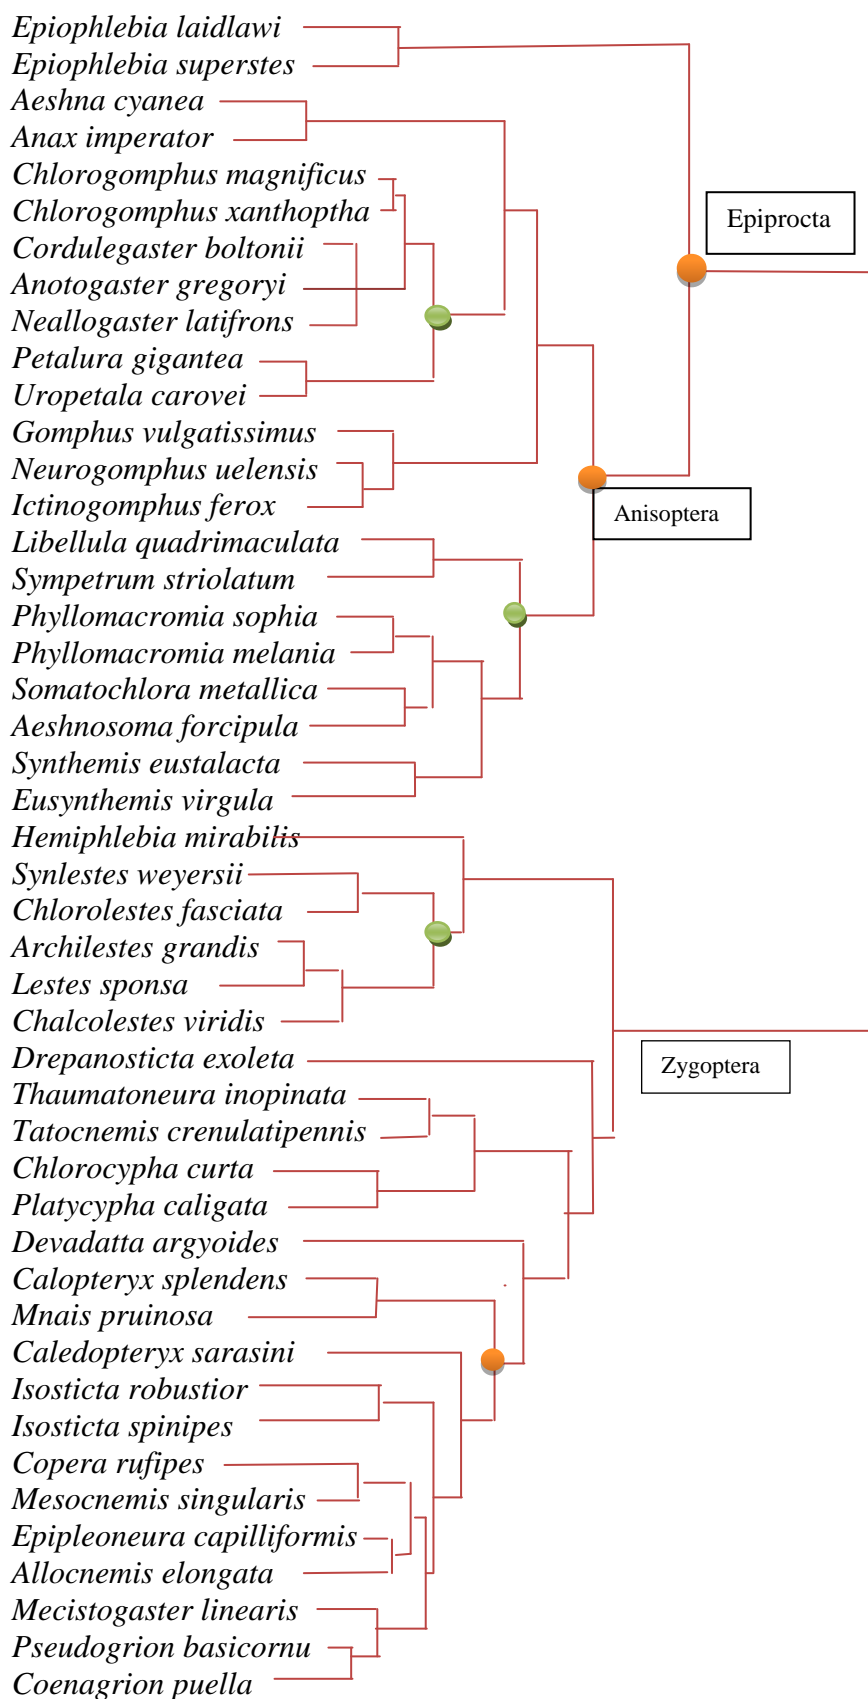 Epiophlebia laidlawi
Epiophlebia superstes
Aeshna cyanea
Anax imperator
Chlorogomphus magnificus
Chlorogomphus xanthoptha
Epiprocta
Cordulegaster boltonii
Anotogaster gregoryi
Neallogaster latifrons
Petalura gigantea
Uropetala carovei
Gomphus vulgatissimus
Neurogomphus uelensis
Ictinogomphus ferox
Anisoptera
Libellula quadrimaculata
Sympetrum striolatum
Phyllomacromia sophia
Phyllomacromia melania
Somatochlora metallica
Aeshnosoma forcipula
Synthemis eustalacta
Eusynthemis virgula
Hemiphlebia mirabilis
Synlestes weyersii
Chlorolestes fasciata
Archilestes grandis
Lestes sponsa
Chalcolestes viridis
Drepanosticta exoleta
Zygoptera
Thaumatoneura inopinata
Tatocnemis crenulatipennis
Chlorocypha curta
Platycypha caligata
Devadatta argyoides
Calopteryx splendens
Mnais pruinosa
Caledopteryx sarasini
Isosticta robustior
Isosticta spinipes
Copera rufipes
Mesocnemis singularis
Epipleoneura capilliformis
Allocnemis elongata
Mecistogaster linearis
Pseudogrion basicornu
Coenagrion puella